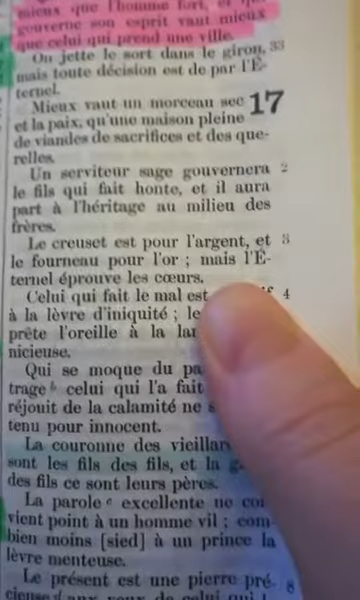 mieux que l'homme fort, et qui
gouverne son esprit vaut mieux
que celui qui prend une ville.
On jette le sort dans le giron, 33
mais toute décision est de par l'É-
ternel.
Mieux vaut un morceau sec 17
et la paix, qu'une maison pleine
de viandes de sacrifices et des que-
relles.
Un serviteur sage gouvernera 2
le fils qui fait honte, et il aura
part à l'héritage au milieu des
frères.
Le creuset est pour l'argent, et 3
le fourneau pour l'or ; mais l'É-
ternel éprouve les cœurs.
Celui qui fait le mal est 4
à la lèvre d'iniquité ; le
prête l'oreille à la
nicieuse.
Qui se moque du
trage b celui qui l'a fait
réjouit de la calamité ne
tenu pour innocent.
La couronne des
sont les fils des fils, et la
des fils ce sont leurs pères.
La parole c excellente ne
vient point à un homme vil ; com-
bien moins [sied] à un prince la
lèvre menteuse.
Le présent est une pierre pré- 8
cieuse d aux yeux de celui qui